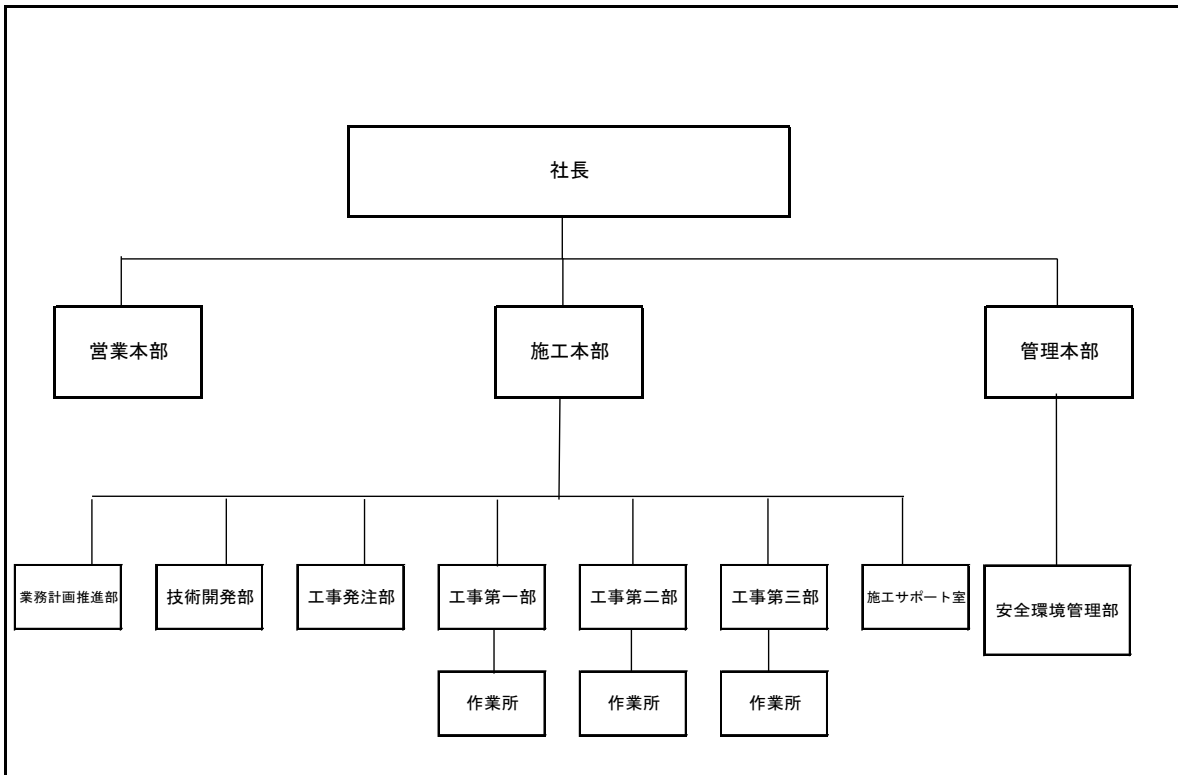 社長
営業本部
施工本部
管理本部
業務計画推進部
技術開発部
工事発注部
工事第一部
工事第二部
工事第三部
施工サポート室
安全環境管理部
作業所
作業所
作業所